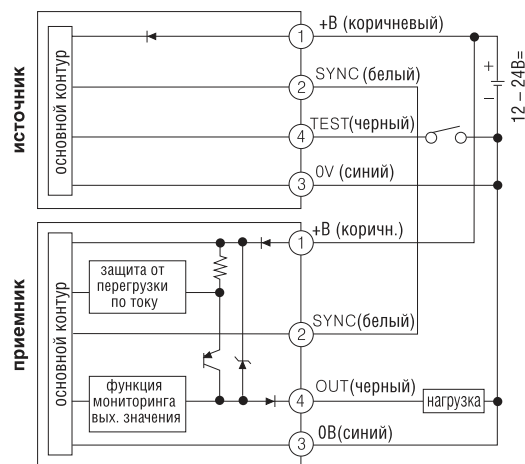 источник
основной контур
1
+В (коричневый)
2
SYNC (белый)
4
TEST(черный)
3
0V (синий)
+
−
12 – 24В=
приемник
основной контур
защита от
перегрузки
по току
функция
мониторинга
вых. значения
1
+В (коричн.)
2
SYNC(белый)
4
OUT(черный)
нагрузка
3
0В(синий)